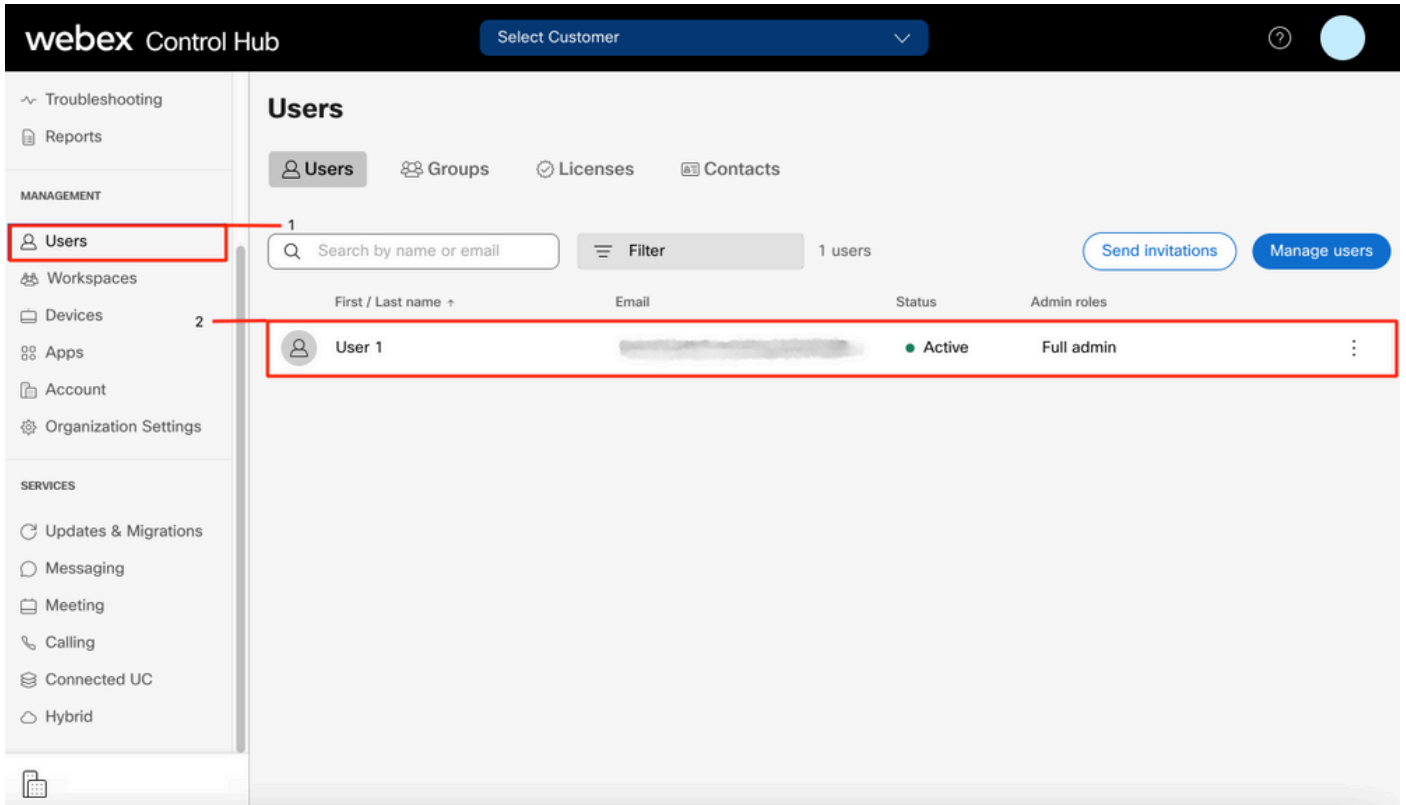 webex Control Hub
Select Customer
Troubleshooting
Reports
MANAGEMENT
Users
Workspaces
Devices
Apps
Account
Organization Settings
SERVICES
Updates & Migrations
Messaging
Meeting
Calling
Connected UC
Hybrid
Users
Users Groups Licenses Contacts
1
Search by name or email Filter 1 users Send invitations Manage users
First / Last name ↑ Email Status Admin roles
2
User 1 Active Full admin